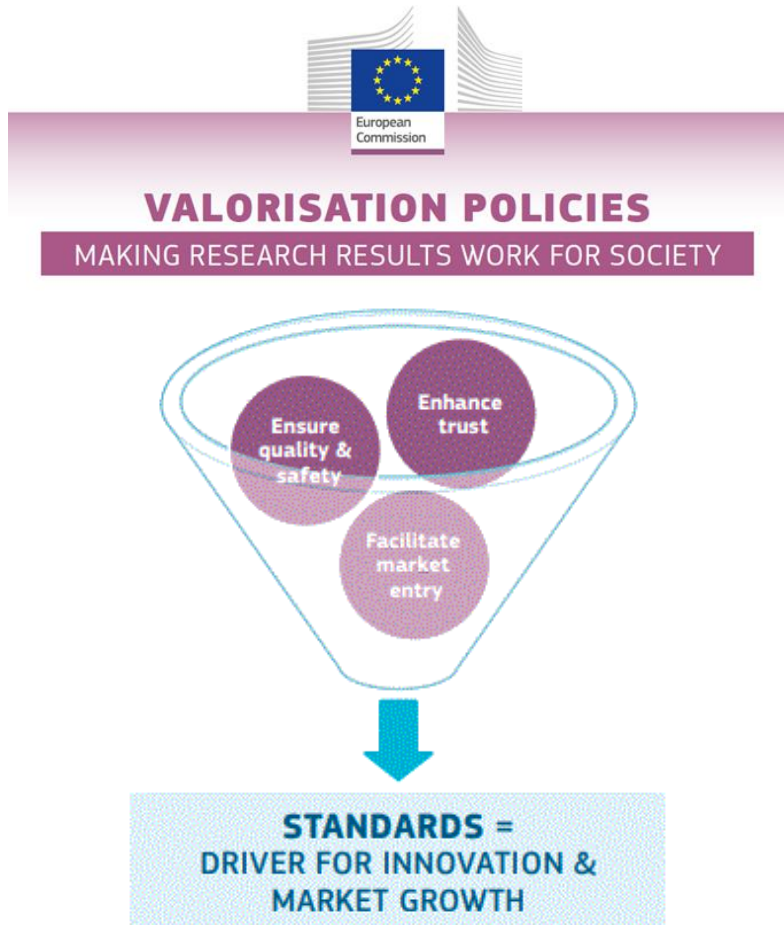 European
Commission
VALORISATION POLICIES
MAKING RESEARCH RESULTS WORK FOR SOCIETY
Enhance
trust
Ensure
quality &
safety
Facilitate
market
entry
STANDARDS =
DRIVER FOR INNOVATION &
MARKET GROWTH